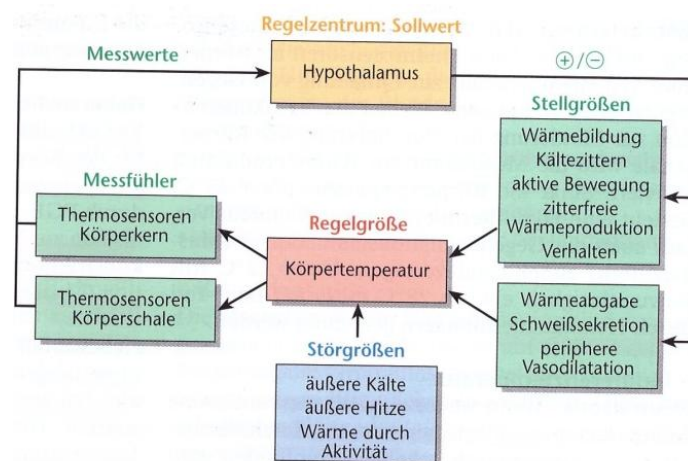 Regelzentrum: Sollwert
Messwerte
Hypothalamus
⊕/⊖
Stellgrößen
Wärmebildung
Kältezittern
aktive Bewegung
zitterfreie
Wärmeproduktion
Verhalten
Messfühler
Thermosensoren
Körperkern
Regelgröße
Körpertemperatur
Thermosensoren
Körperschale
Wärmeabgabe
Schweißsekretion
periphere
Vasodilatation
Störgrößen
äußere Kälte
äußere Hitze
Wärme durch
Aktivität